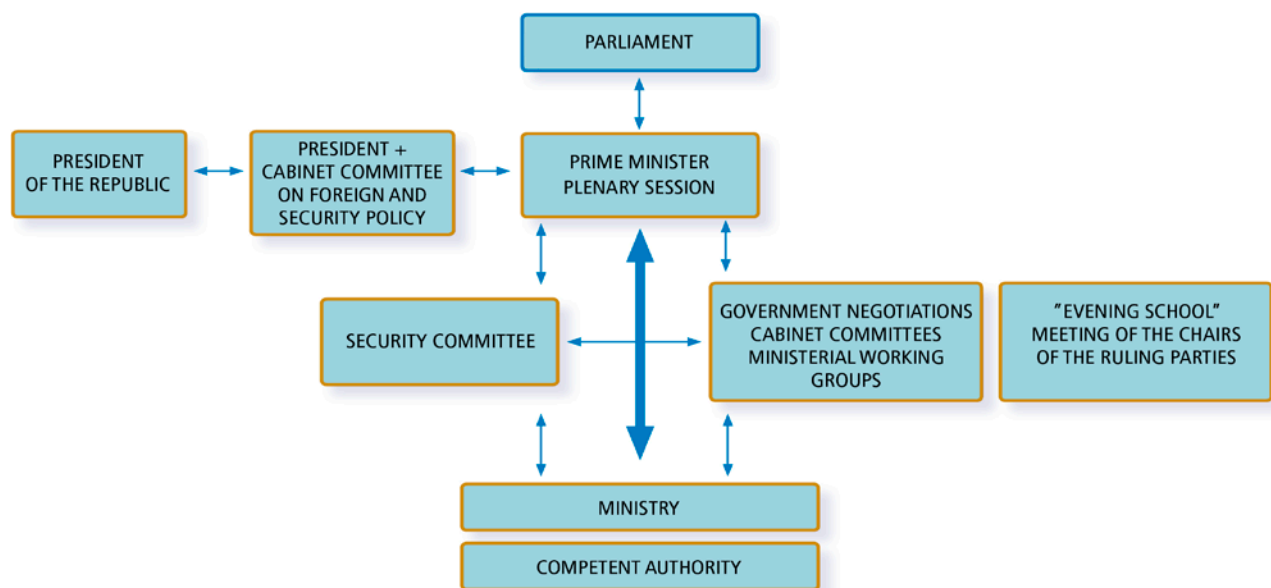 PARLIAMENT
PRESIDENT
OF THE REPUBLIC
PRESIDENT +
CABINET COMMITTEE
ON FOREIGN AND
SECURITY POLICY
PRIME MINISTER
PLENARY SESSION
SECURITY COMMITTEE
GOVERNMENT NEGOTIATIONS
CABINET COMMITTEES
MINISTERIAL WORKING
GROUPS
”EVENING SCHOOL”
MEETING OF THE CHAIRS
OF THE RULING PARTIES
MINISTRY
COMPETENT AUTHORITY